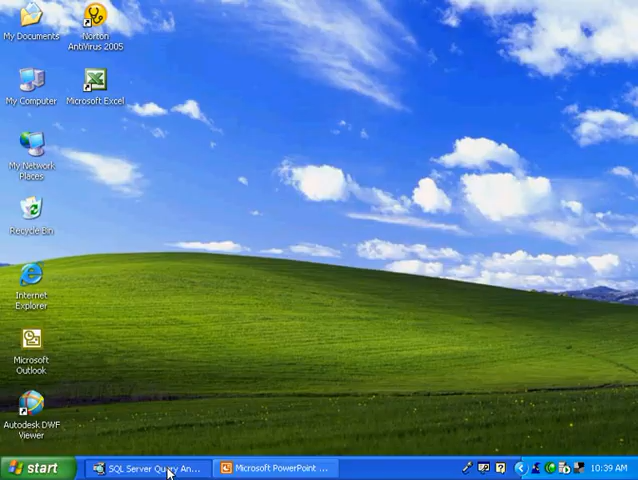 My Documents
Norton
AntiVirus 2005
My Computer
Microsoft Excel
My Network
Places
Recycle Bin
Internet
Explorer
Microsoft
Outlook
Autodesk DWF
Viewer
start
SQL Server Query An...
Microsoft PowerPoint ...
10:39 AM